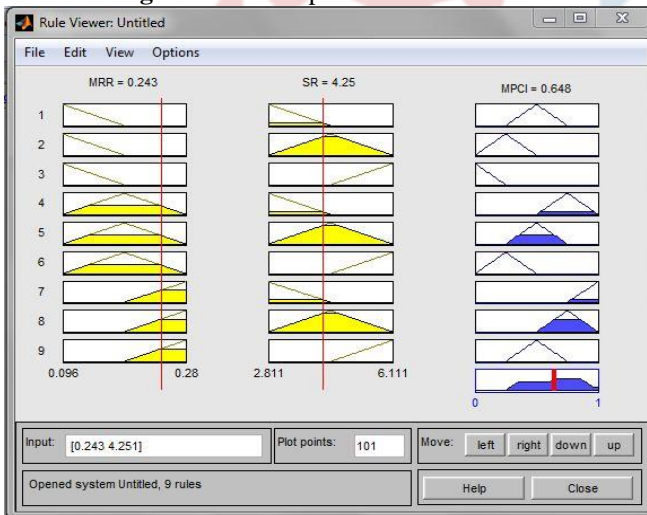 Rule Viewer: Untitled
File Edit View Options
MRR = 0.243 SR = 4.25 MPCI = 0.648
1
2
3
4
5
6
7
8
9
0.096 0.28 2.811 6.111
0 1
Input: [0.243 4.251] Plot points: 101 Move: left right down up
Opened system Untitled, 9 rules Help Close